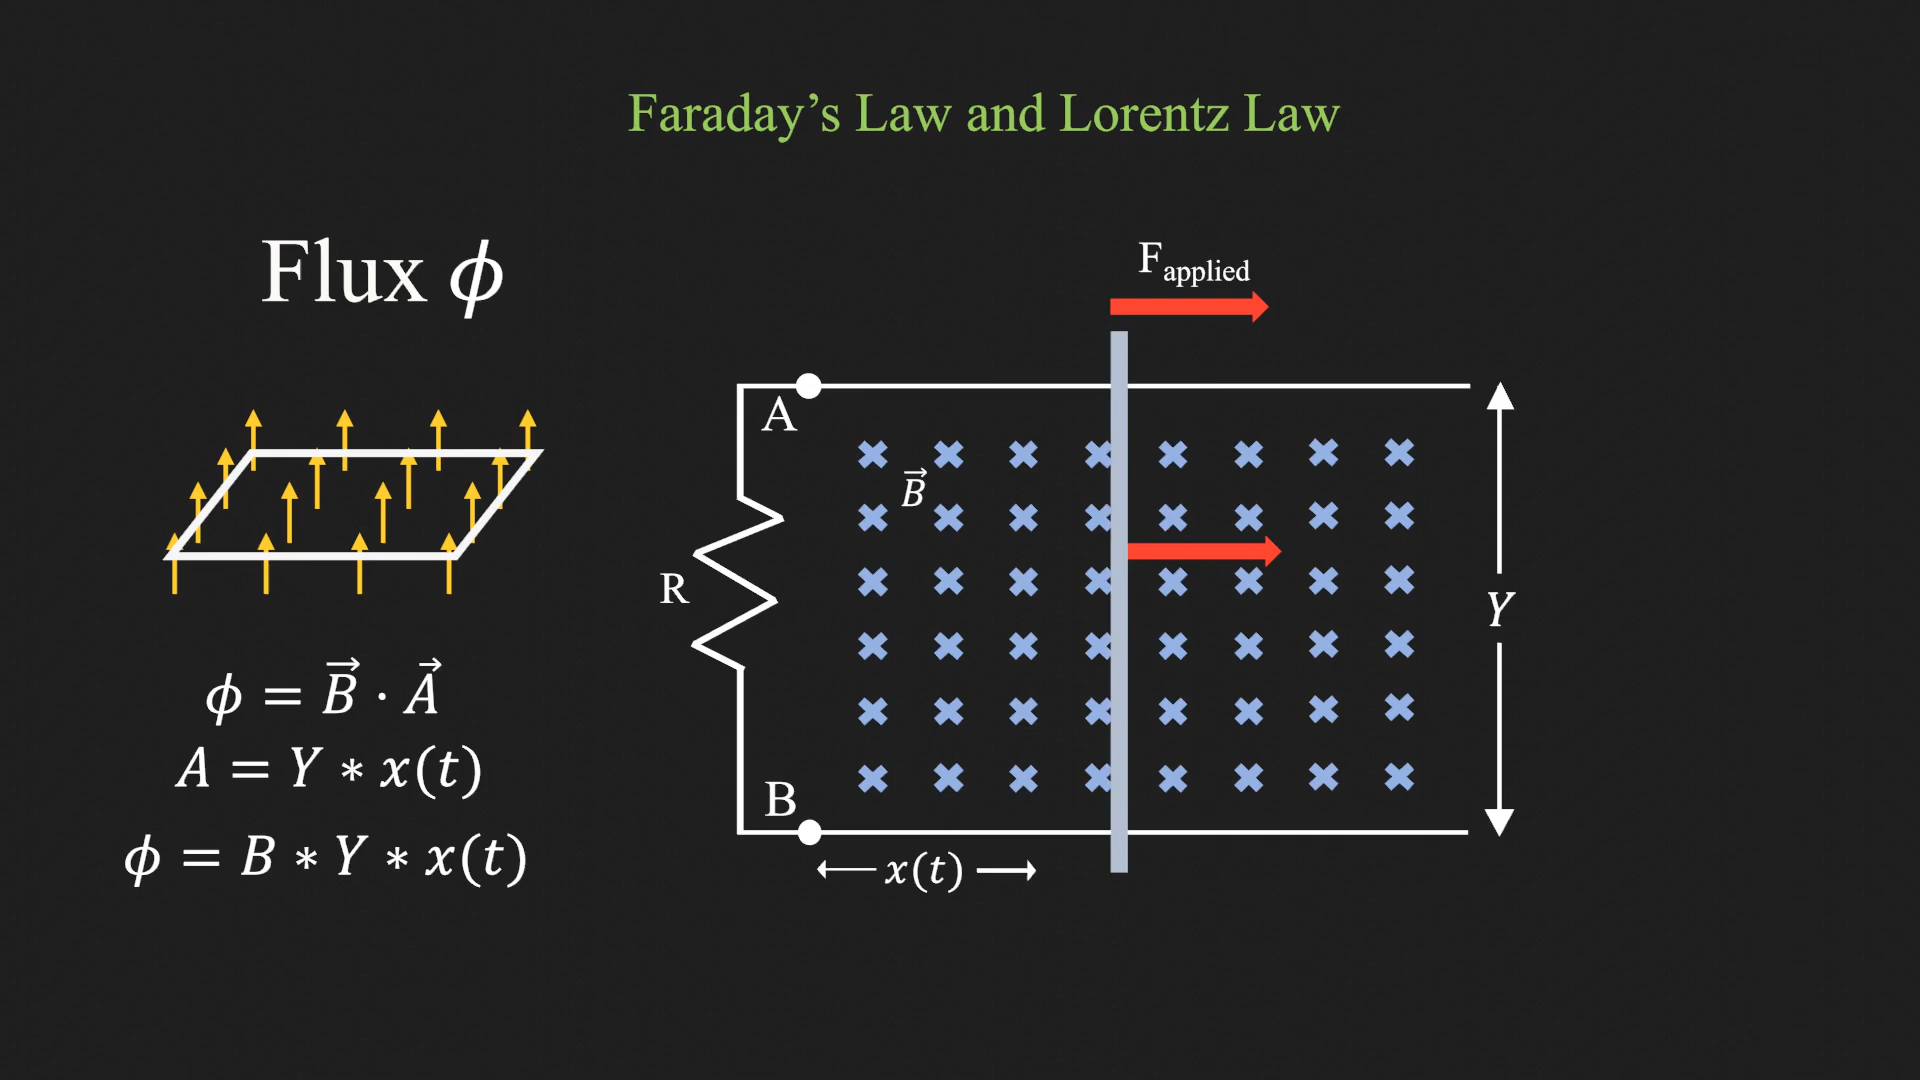 Faraday’s Law and Lorentz Law
Flux ϕ
ϕ = B⃗ · A⃗
A = Y * x(t)
ϕ = B * Y * x(t)
F_applied
A
B⃗
R
Y
B
x(t)